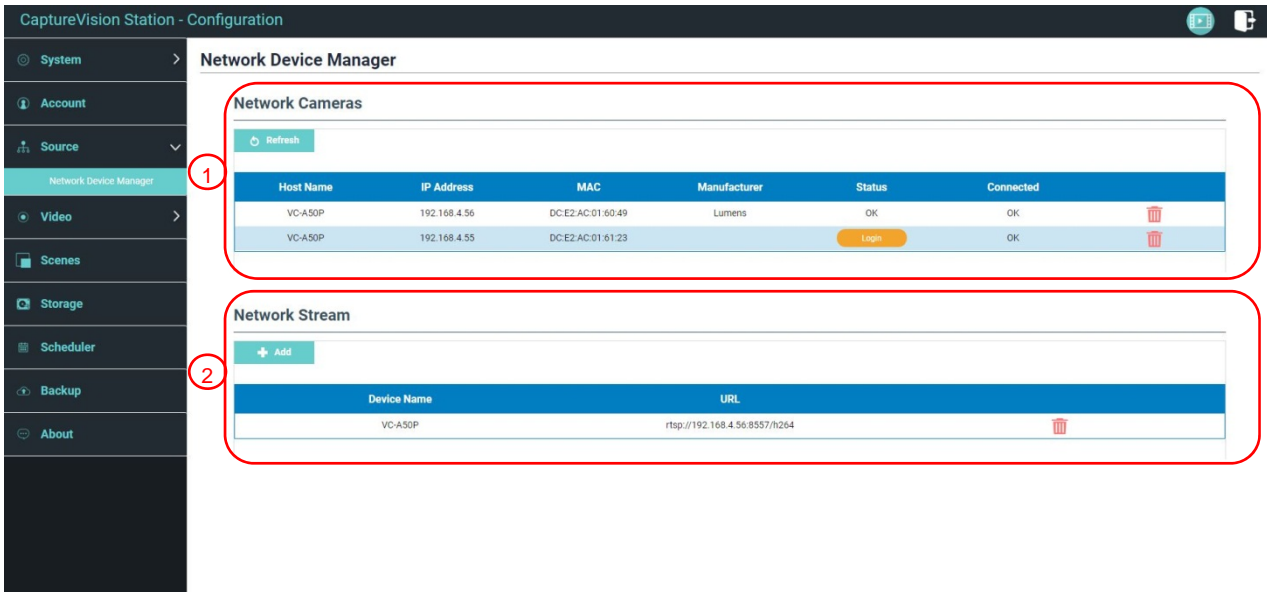 CaptureVision Station - Configuration
System
Account
Source
Network Device Manager
Video
Scenes
Storage
Scheduler
Backup
About
Network Device Manager
1
Network Cameras
Refresh
Host Name IP Address MAC Manufacturer Status Connected
VC-A50P 192.168.4.56 DC:E2:AC:01:60:49 Lumens OK OK
VC-A50P 192.168.4.55 DC:E2:AC:01:61:23 Login OK
2
Network Stream
Add
Device Name URL
VC-A50P rtsp://192.168.4.56:8557/h264